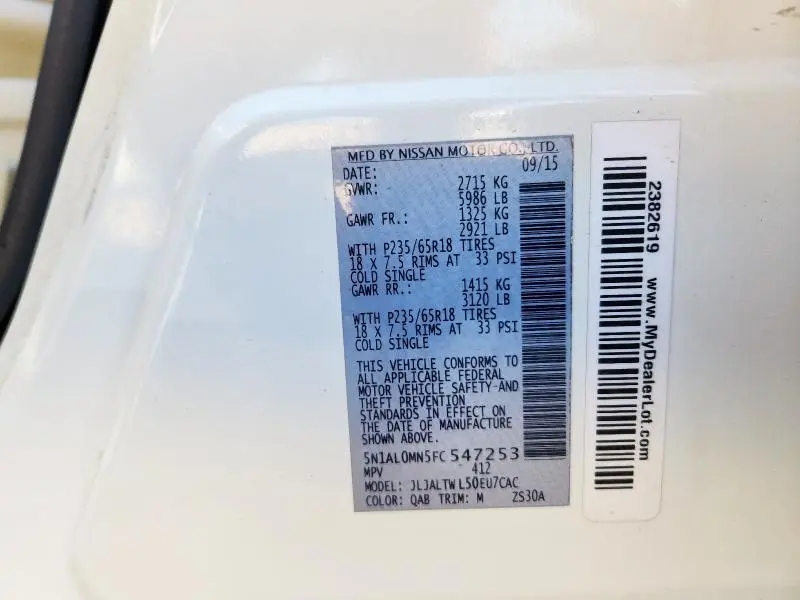 MFD BY NISSAN MOTOR CO., LTD.
DATE: 09/15
GVWR: 2715 KG
5986 LB
GAWR FR.: 1325 KG
2921 LB
WITH P235/65R18 TIRES
18 X 7.5 RIMS AT 33 PSI
COLD SINGLE
GAWR RR.: 1415 KG
3120 LB
WITH P235/65R18 TIRES
18 X 7.5 RIMS AT 33 PSI
COLD SINGLE
THIS VEHICLE CONFORMS TO
ALL APPLICABLE FEDERAL
MOTOR VEHICLE SAFETY-AND
THEFT PREVENTION
STANDARDS IN EFFECT ON
THE DATE OF MANUFACTURE
SHOWN ABOVE.
5N1AL0MN5FC 547253
MPV 412
MODEL: JLJALTW L50EU7CAC
COLOR: QAB TRIM: M ZS30A
2382619 www.MyDealerLot.com